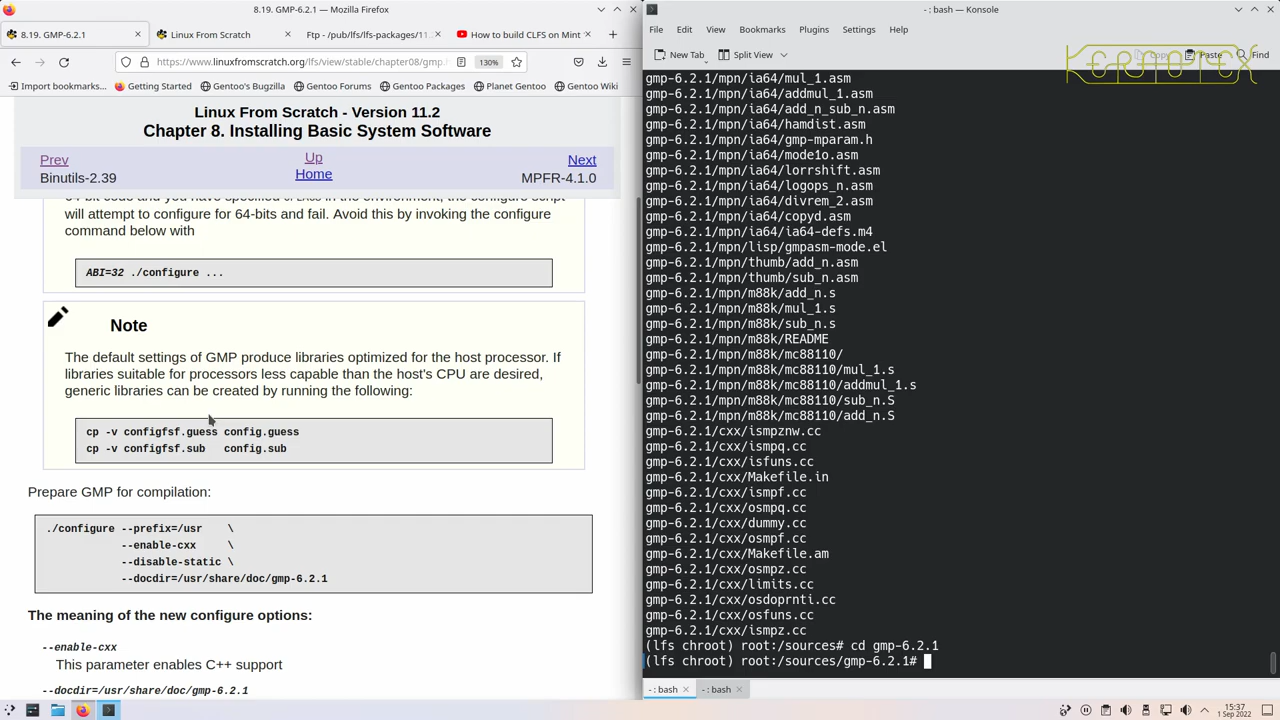 8.19. GMP-6.2.1 — Mozilla Firefox
8.19. GMP-6.2.1
Linux From Scratch
Ftp - /pub/lfs/lfs-packages/11.
How to build CLFS on Mint
https://www.linuxfromscratch.org/lfs/view/stable/chapter08/gmp.
130%
Import bookmarks...
Getting Started
Gentoo's Bugzilla
Gentoo Forums
Gentoo Packages
Planet Gentoo
Gentoo Wiki
Linux From Scratch - Version 11.2
Chapter 8. Installing Basic System Software
Prev
Up
Next
Binutils-2.39
Home
MPFR-4.1.0
will attempt to configure for 64-bits and fail. Avoid this by invoking the configure
command below with
ABI=32 ./configure ...
Note
The default settings of GMP produce libraries optimized for the host processor. If
libraries suitable for processors less capable than the host's CPU are desired,
generic libraries can be created by running the following:
cp -v configfsf.guess config.guess
cp -v configfsf.sub   config.sub
Prepare GMP for compilation:
./configure --prefix=/usr    \
            --enable-cxx     \
            --disable-static \
            --docdir=/usr/share/doc/gmp-6.2.1
The meaning of the new configure options:
--enable-cxx
This parameter enables C++ support
--docdir=/usr/share/doc/gmp-6.2.1
- : bash — Konsole
File Edit View Bookmarks Plugins Settings Help
New Tab
Split View
Copy
Paste
Find
KERNOTEX
gmp-6.2.1/mpn/ia64/mul_1.asm
gmp-6.2.1/mpn/ia64/addmul_1.asm
gmp-6.2.1/mpn/ia64/add_n_sub_n.asm
gmp-6.2.1/mpn/ia64/hamdist.asm
gmp-6.2.1/mpn/ia64/gmp-mparam.h
gmp-6.2.1/mpn/ia64/mode1o.asm
gmp-6.2.1/mpn/ia64/lorrshift.asm
gmp-6.2.1/mpn/ia64/logops_n.asm
gmp-6.2.1/mpn/ia64/divrem_2.asm
gmp-6.2.1/mpn/ia64/copyd.asm
gmp-6.2.1/mpn/ia64/ia64-defs.m4
gmp-6.2.1/mpn/lisp/gmpasm-mode.el
gmp-6.2.1/mpn/thumb/add_n.asm
gmp-6.2.1/mpn/thumb/sub_n.asm
gmp-6.2.1/mpn/m88k/add_n.s
gmp-6.2.1/mpn/m88k/mul_1.s
gmp-6.2.1/mpn/m88k/sub_n.s
gmp-6.2.1/mpn/m88k/README
gmp-6.2.1/mpn/m88k/mc88110/
gmp-6.2.1/mpn/m88k/mc88110/mul_1.s
gmp-6.2.1/mpn/m88k/mc88110/addmul_1.s
gmp-6.2.1/mpn/m88k/mc88110/sub_n.S
gmp-6.2.1/mpn/m88k/mc88110/add_n.S
gmp-6.2.1/cxx/ismpznw.cc
gmp-6.2.1/cxx/ismpq.cc
gmp-6.2.1/cxx/isfuns.cc
gmp-6.2.1/cxx/Makefile.in
gmp-6.2.1/cxx/ismpf.cc
gmp-6.2.1/cxx/osmpq.cc
gmp-6.2.1/cxx/dummy.cc
gmp-6.2.1/cxx/osmpf.cc
gmp-6.2.1/cxx/Makefile.am
gmp-6.2.1/cxx/osmpz.cc
gmp-6.2.1/cxx/limits.cc
gmp-6.2.1/cxx/osdoprnti.cc
gmp-6.2.1/cxx/osfuns.cc
gmp-6.2.1/cxx/ismpz.cc
(lfs chroot) root:/sources# cd gmp-6.2.1
(lfs chroot) root:/sources/gmp-6.2.1#
- : bash
- : bash
15:37
1 Sep 2022